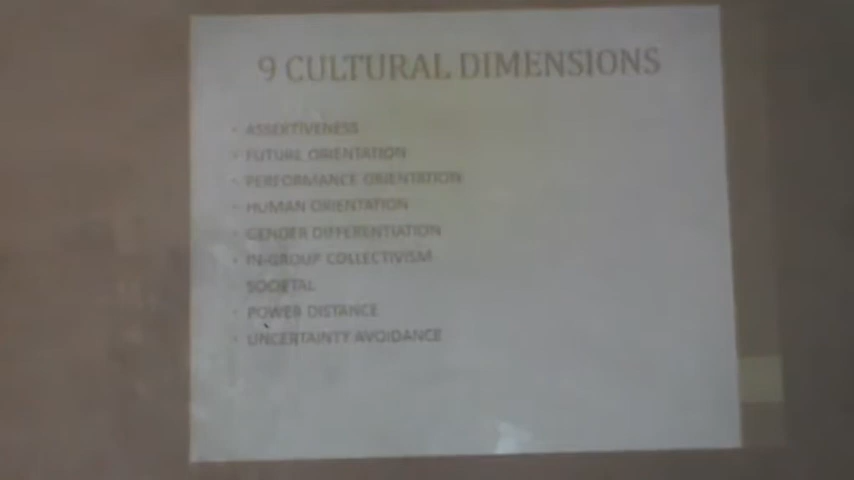 9 CULTURAL DIMENSIONS
• ASSERTIVENESS
• FUTURE ORIENTATION
• PERFORMANCE ORIENTATION
• HUMAN ORIENTATION
• GENDER DIFFERENTIATION
• IN-GROUP COLLECTIVISM
SOCIETAL
• POWER DISTANCE
• UNCERTAINTY AVOIDANCE